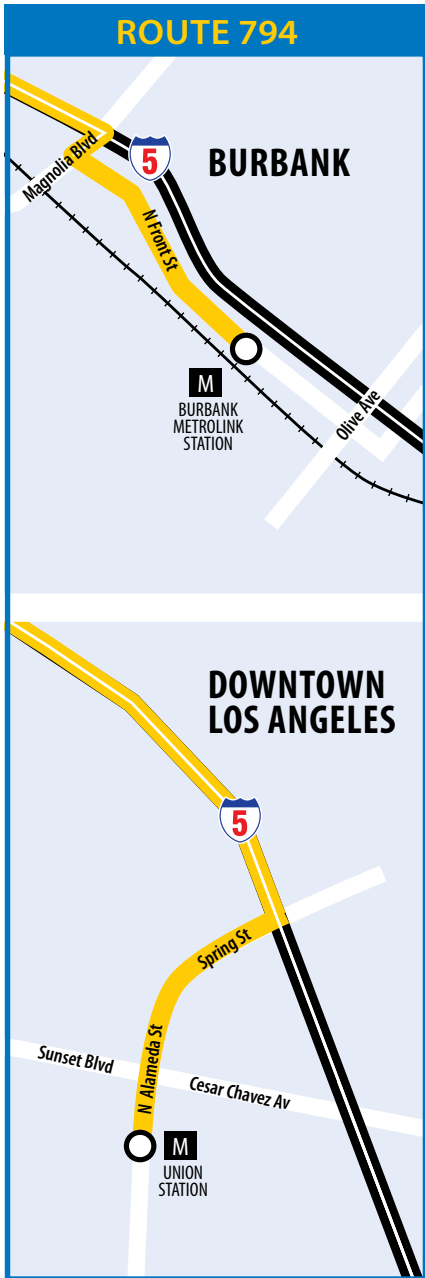 ROUTE 794
BURBANK
5
Magnolia Blvd
N Front St
M
BURBANK
METROLINK
STATION
Olive Ave
DOWNTOWN
LOS ANGELES
5
Spring St
N Alameda St
Sunset Blvd
Cesar Chavez Av
M
UNION
STATION